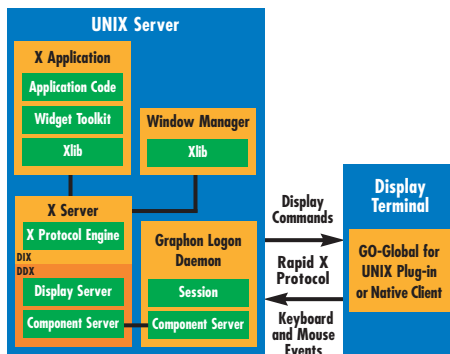 UNIX Server
X Application
Application Code
Widget Toolkit
Xlib
Window Manager
Xlib
X Server
X Protocol Engine
DIX
DDX
Display Server
Component Server
Graphon Logon
Daemon
Session
Component Server
Display
Commands
Rapid X
Protocol
Keyboard
and Mouse
Events
Display
Terminal
GO-Global for
UNIX Plug-in
or Native Client